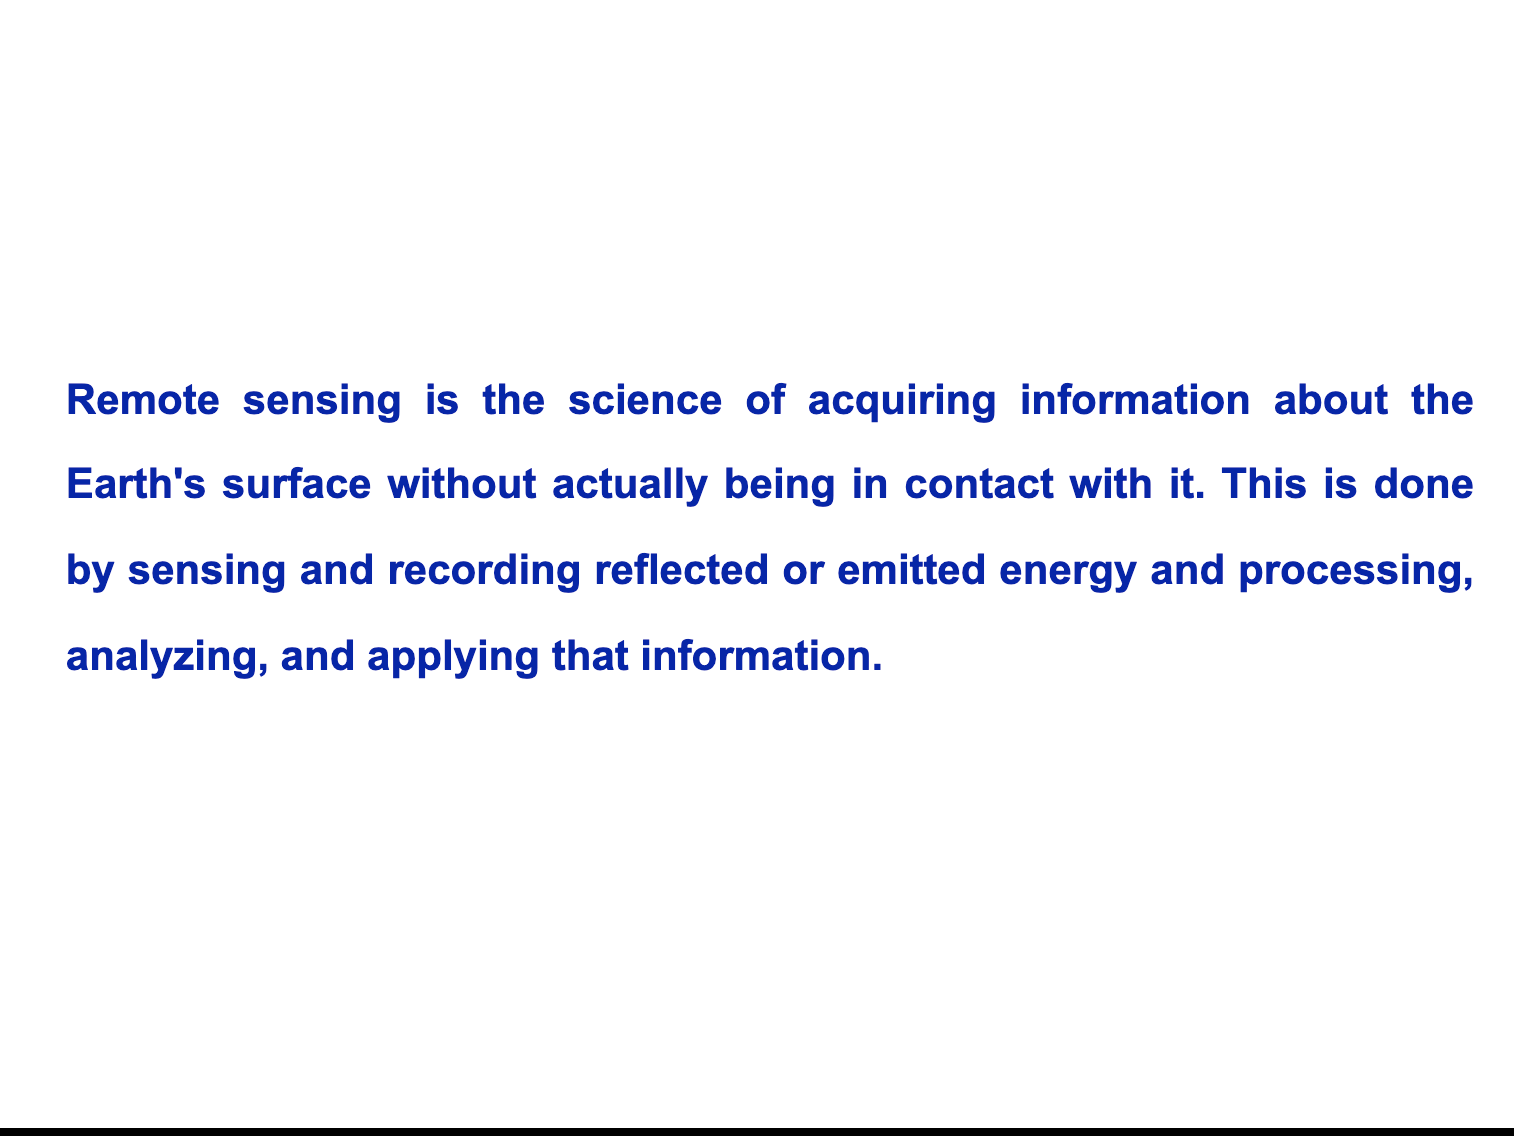 Remote sensing is the science of acquiring information about the
Earth's surface without actually being in contact with it. This is done
by sensing and recording reflected or emitted energy and processing,
analyzing, and applying that information.